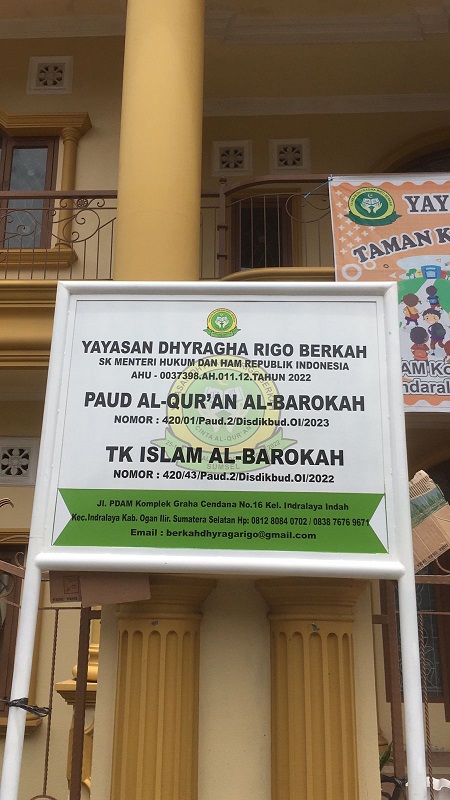 YAYASAN DHYRAGHA RIGO BERKAH
SK MENTERI HUKUM DAN HAM REPUBLIK INDONESIA
AHU - 0037398.AH.011.12.TAHUN 2022
PAUD AL-QUR'AN AL-BAROKAH
NOMOR : 420/01/Paud.2/Disdikbud.OI/2023
TK ISLAM AL-BAROKAH
NOMOR : 420/43/Paud.2/Disdikbud.OI/2022
SUMSEL
Jl. PDAM Komplek Graha Cendana No.16 Kel. Indralaya Indah
Kec.Indralaya Kab. Ogan Ilir. Sumatera Selatan Hp: 0812 8084 0702 / 0838 7676 9671
Email : berkahdhyragarigo@gmail.com
YAY
TAMAN K